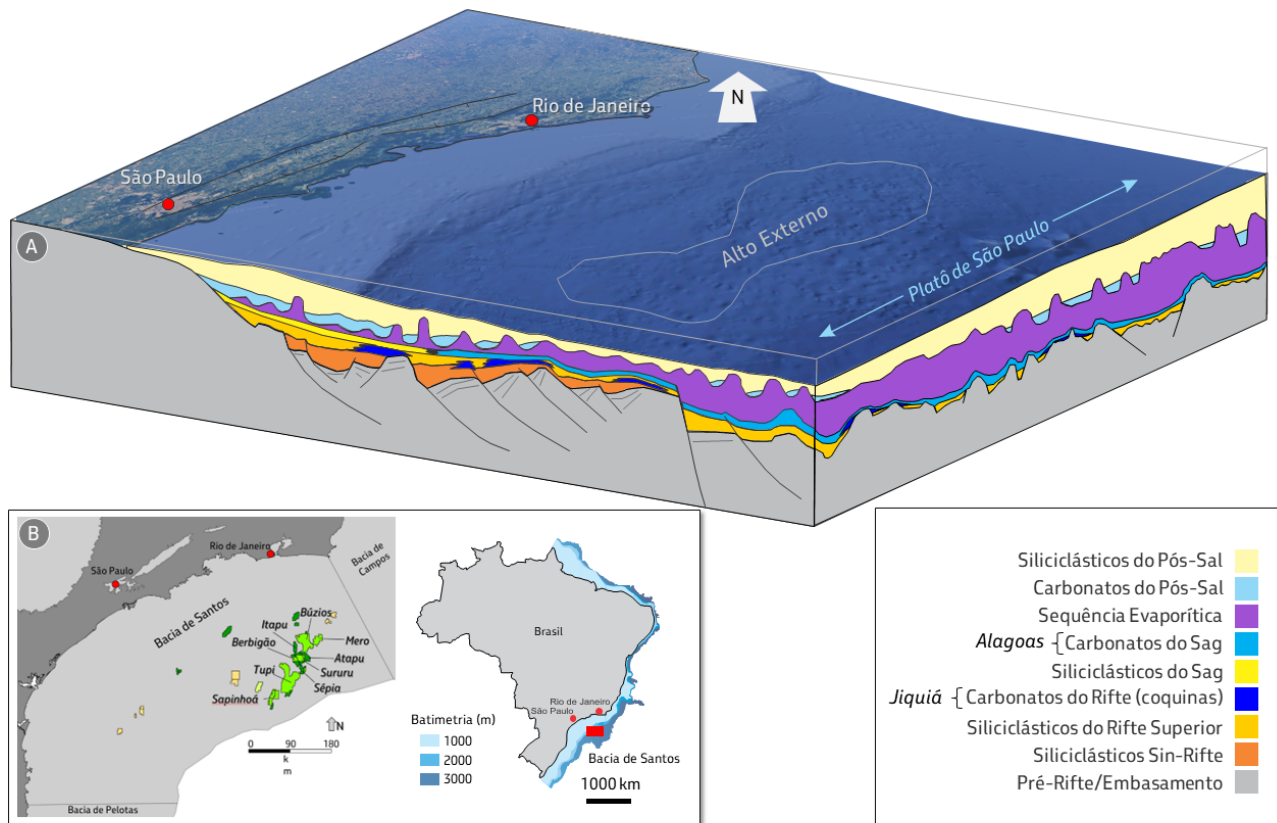 N
Rio de Janeiro
São Paulo
Alto Externo
Platô de São Paulo
A
B
Rio de Janeiro
São Paulo
Bacia de
Campos
Bacia de Santos
Búzios
Itapu
Mero
Berbigão
Atapu
Tupi
Sururu
Sépia
Sapinhoá
N
0 90 180
k
m
Bacia de Pelotas
Brasil
Rio de Janeiro
São Paulo
Batimetria (m)
1000
2000
3000
Bacia de Santos
1000 km
Siliciclásticos do Pós-Sal
Carbonatos do Pós-Sal
Sequência Evaporítica
Alagoas { Carbonatos do Sag
Siliciclásticos do Sag
Jiquiá { Carbonatos do Rifte (coquinas)
Siliciclásticos do Rifte Superior
Siliciclásticos Sin-Rifte
Pré-Rifte/Embasamento